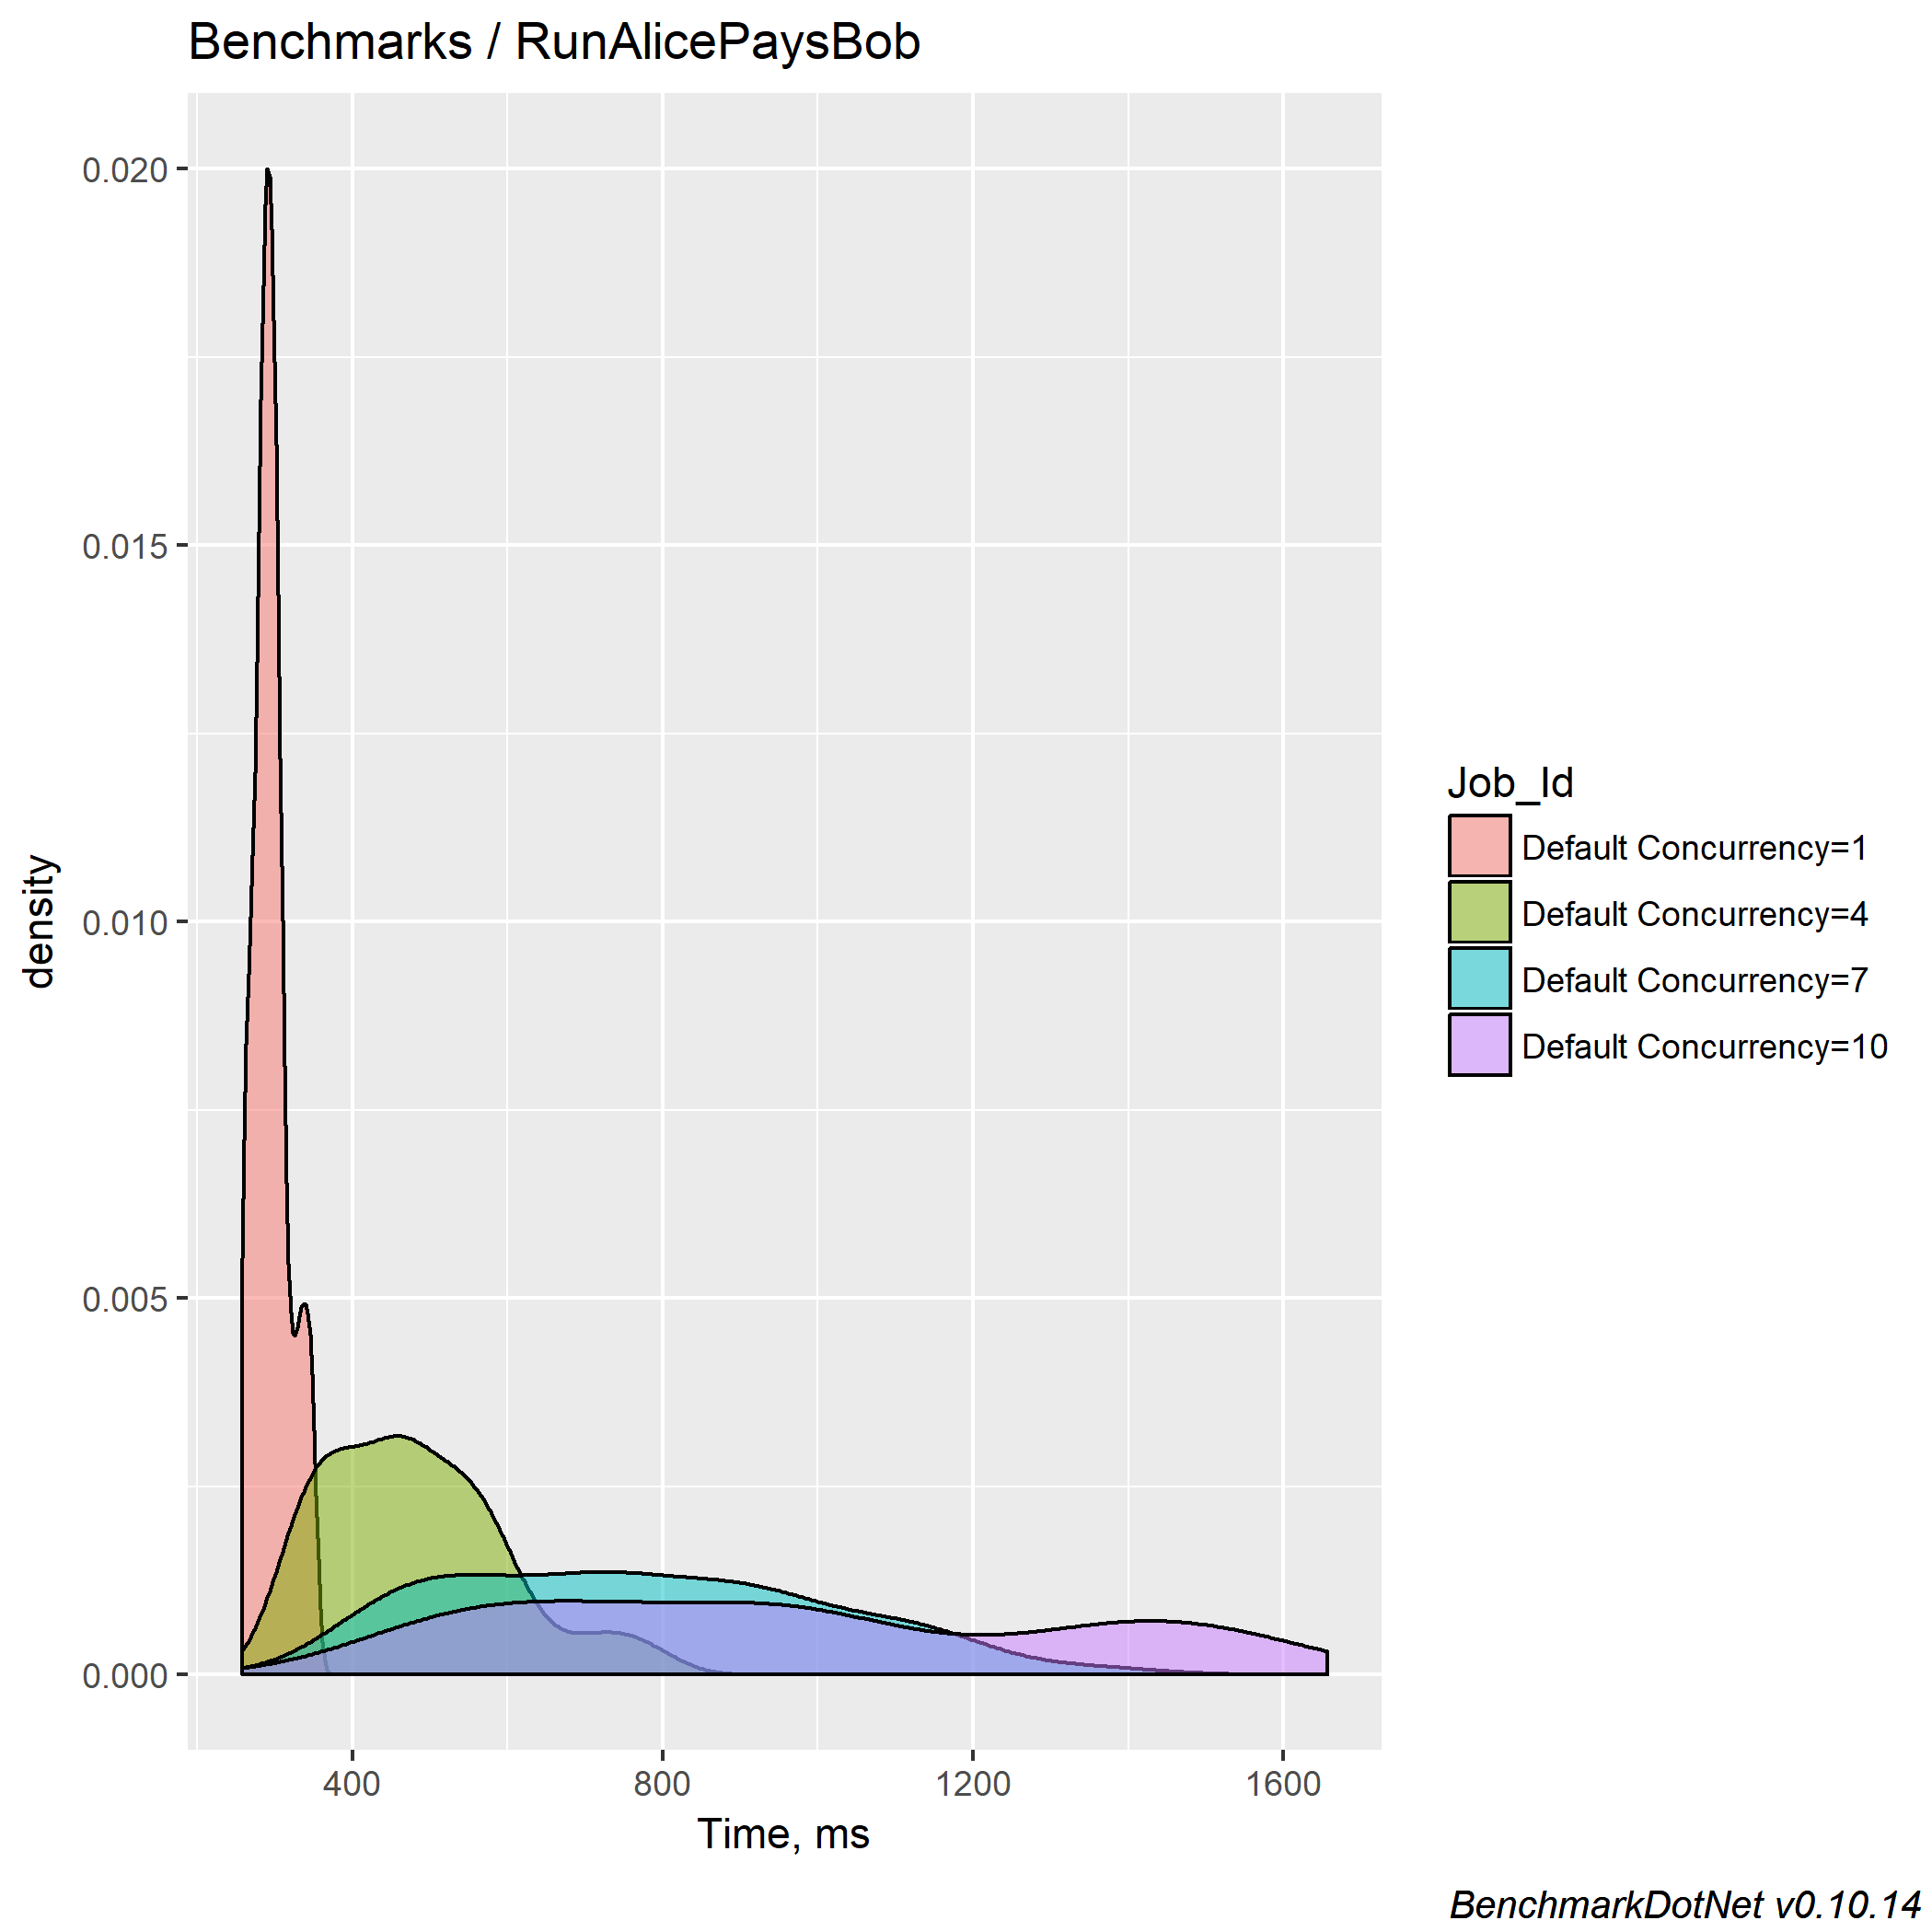 Benchmarks / RunAlicePaysBob
0.020
0.015
0.010
0.005
0.000
density
400 800 1200 1600
Time, ms
Job_Id
Default Concurrency=1
Default Concurrency=4
Default Concurrency=7
Default Concurrency=10
BenchmarkDotNet v0.10.14